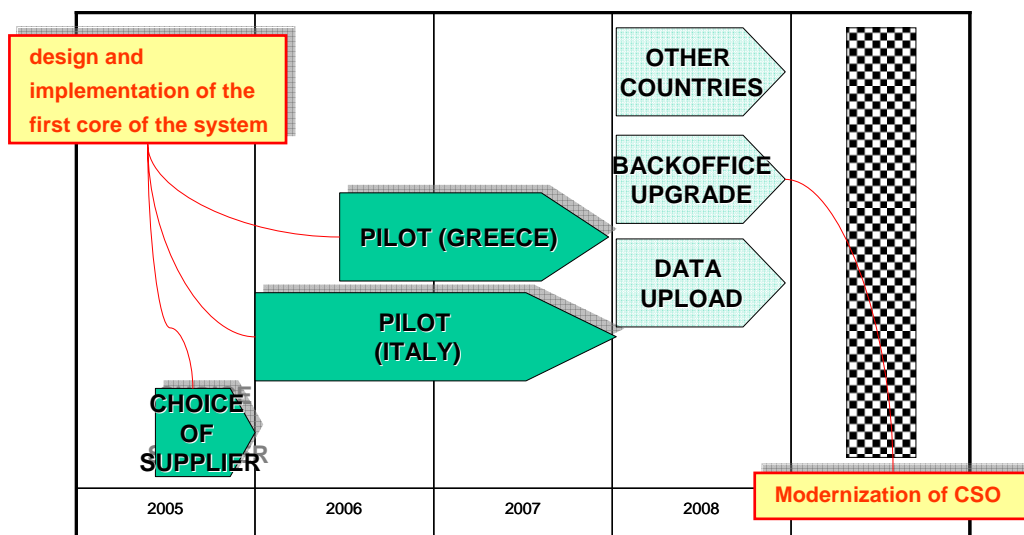 design and
implementation of the
first core of the system
OTHER
COUNTRIES
BACKOFFICE
UPGRADE
PILOT (GREECE)
DATA
UPLOAD
PILOT
(ITALY)
CHOICE
OF
SUPPLIER
Modernization of CSO
2005
2006
2007
2008